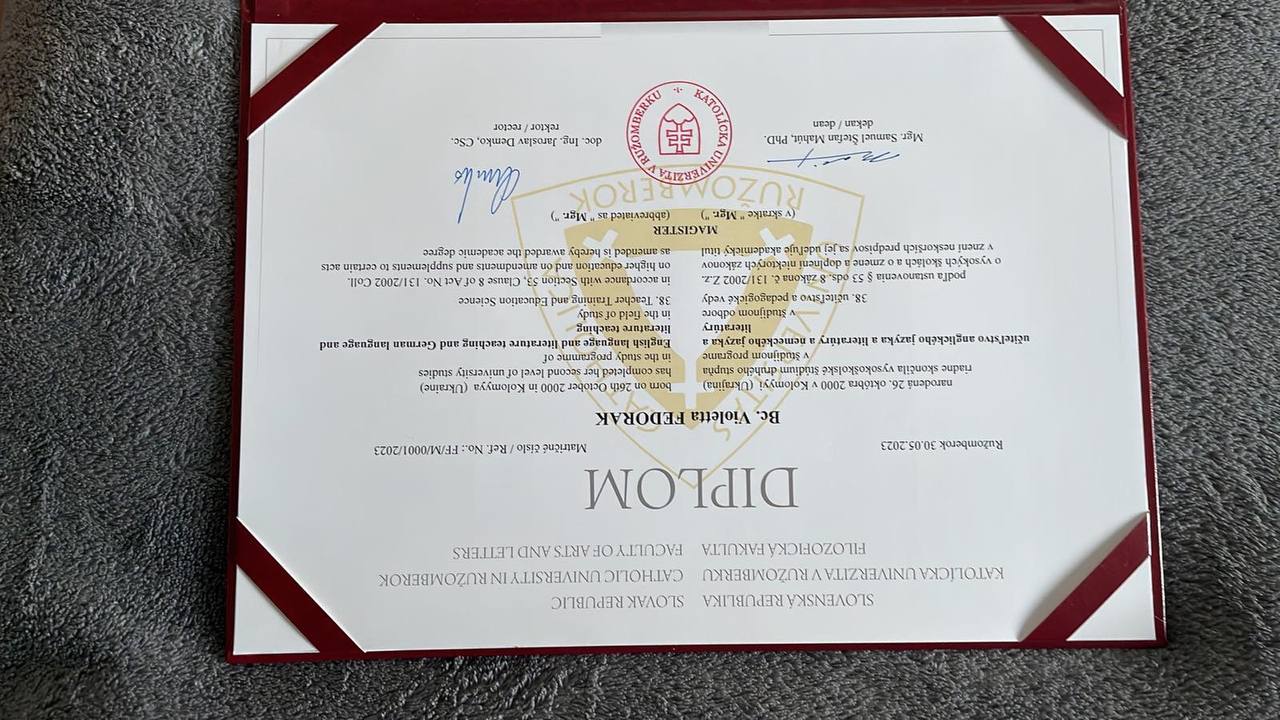 SLOVENSKÁ REPUBLIKA SLOVAK REPUBLIC
KATOLÍCKA UNIVERZITA V RUŽOMBERKU CATHOLIC UNIVERSITY IN RUŽOMBEROK
FILOZOFICKÁ FAKULTA FACULTY OF ARTS AND LETTERS
DIPLOM
Ružomberok 30.05.2023 Matričné číslo / Ref. No.: FF/M/0001/2023
Bc. Violetta FEDORAK
narodená 26. októbra 2000 v Kolomyi, (Ukrajina) born on 26th October 2000 in Kolomyya (Ukraine)
riadne skončila vysokoškolské štúdium druhého stupňa has completed her second level of university studies
v študijnom programe in the study programme of
učiteľstvo anglického jazyka a literatúry a nemeckého jazyka a English language and literature teaching and German language and
literatúry literature teaching
v študijnom odbore in the field of study
38. učiteľstvo a pedagogické vedy 38. Teacher Training and Education Science
podľa ustanovenia § 53 ods. 8 zákona č. 131/2002 Z.z. in accordance with Section 53, Clause 8 of Act No. 131/2002 Coll.
o vysokých školách a o zmene a doplnení niektorých zákonov on higher education and on amendments and supplements to certain acts
v znení neskorších predpisov sa jej udeľuje akademický titul as amended is hereby awarded the academic degree
MAGISTER
(v skratke " Mgr. ") (abbreviated as " Mgr. ")
UNIVERSITAS CATHOLICA
RUŽOMBEROK
KATOLÍCKA UNIVERZITA V RUŽOMBERKU
Mgr. Samuel Štefan Mahút, PhD. doc. Ing. Jaroslav Demko, CSc.
dekan / dean rektor / rector